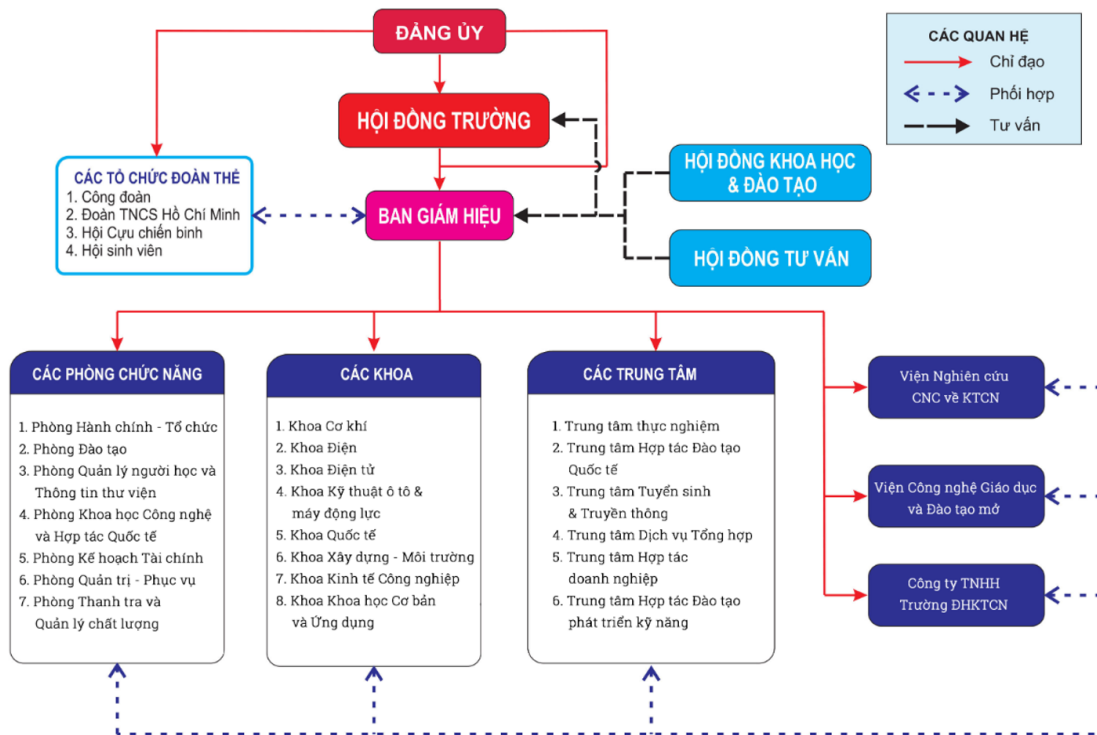 ĐẢNG ỦY
CÁC QUAN HỆ
Chỉ đạo
Phối hợp
Tư vấn
HỘI ĐỒNG TRƯỜNG
HỘI ĐỒNG KHOA HỌC
& ĐÀO TẠO
CÁC TỔ CHỨC ĐOÀN THỂ
1. Công đoàn
2. Đoàn TNCS Hồ Chí Minh
3. Hội Cựu chiến binh
4. Hội sinh viên
BAN GIÁM HIỆU
HỘI ĐỒNG TƯ VẤN
CÁC PHÒNG CHỨC NĂNG
1. Phòng Hành chính - Tổ chức
2. Phòng Đào tạo
3. Phòng Quản lý người học và
Thông tin thư viện
4. Phòng Khoa học Công nghệ
và Hợp tác Quốc tế
5. Phòng Kế hoạch Tài chính
6. Phòng Quản trị - Phục vụ
7. Phòng Thanh tra và
Quản lý chất lượng
CÁC KHOA
1. Khoa Cơ khí
2. Khoa Điện
3. Khoa Điện tử
4. Khoa Kỹ thuật ô tô &
máy động lực
5. Khoa Quốc tế
6. Khoa Xây dựng - Môi trường
7. Khoa Kinh tế Công nghiệp
8. Khoa Khoa học Cơ bản
và Ứng dụng
CÁC TRUNG TÂM
1. Trung tâm thực nghiệm
2. Trung tâm Hợp tác Đào tạo
Quốc tế
3. Trung tâm Tuyển sinh
& Truyền thông
4. Trung tâm Dịch vụ Tổng hợp
5. Trung tâm Hợp tác
doanh nghiệp
6. Trung tâm Hợp tác Đào tạo
phát triển kỹ năng
Viện Nghiên cứu
CNC về KTCN
Viện Công nghệ Giáo dục
và Đào tạo mở
Công ty TNHH
Trường ĐHKTCN